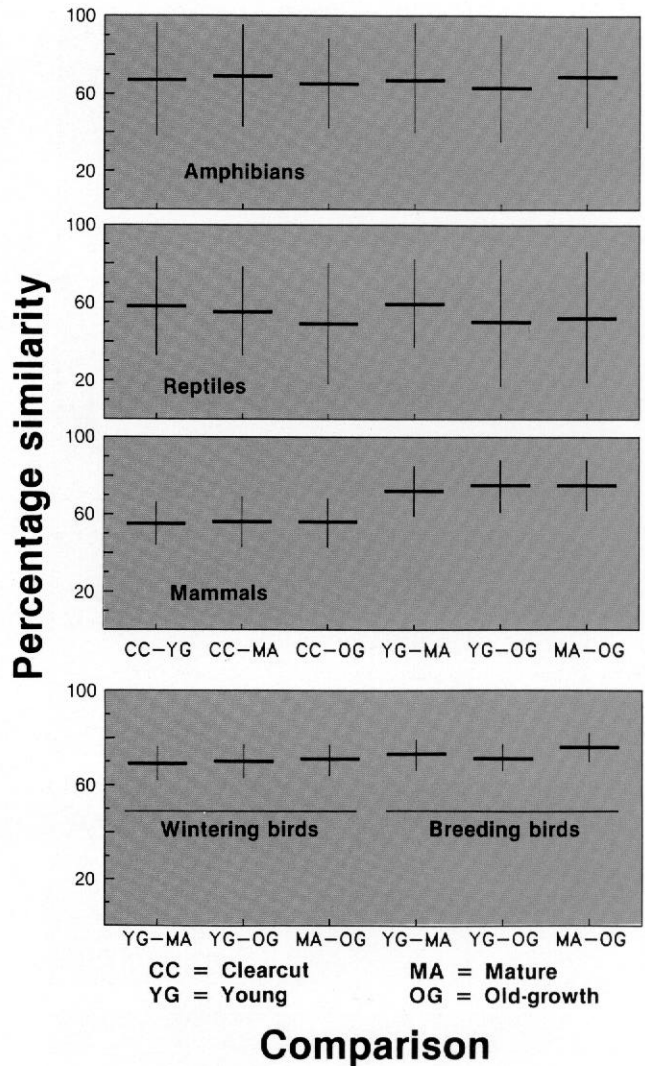 100
60
20
Amphibians
100
60
20
Reptiles
100
60
20
Mammals
CC-YG CC-MA CC-OG YG-MA YG-OG MA-OG
Percentage similarity
100
60
20
Wintering birds Breeding birds
YG-MA YG-OG MA-OG YG-MA YG-OG MA-OG
CC = Clearcut MA = Mature
YG = Young OG = Old-growth
Comparison